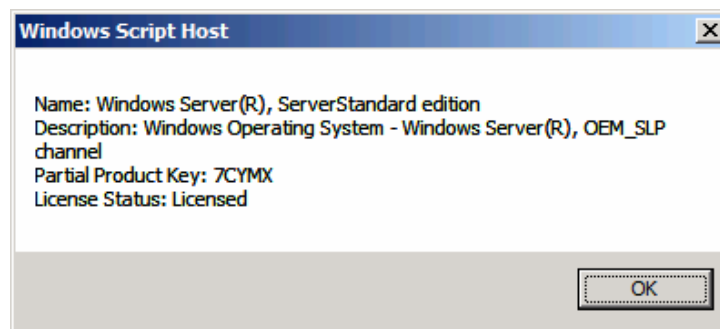 Windows Script Host
Name: Windows Server(R), ServerStandard edition
Description: Windows Operating System - Windows Server(R), OEM_SLP
channel
Partial Product Key: 7CYMX
License Status: Licensed
OK